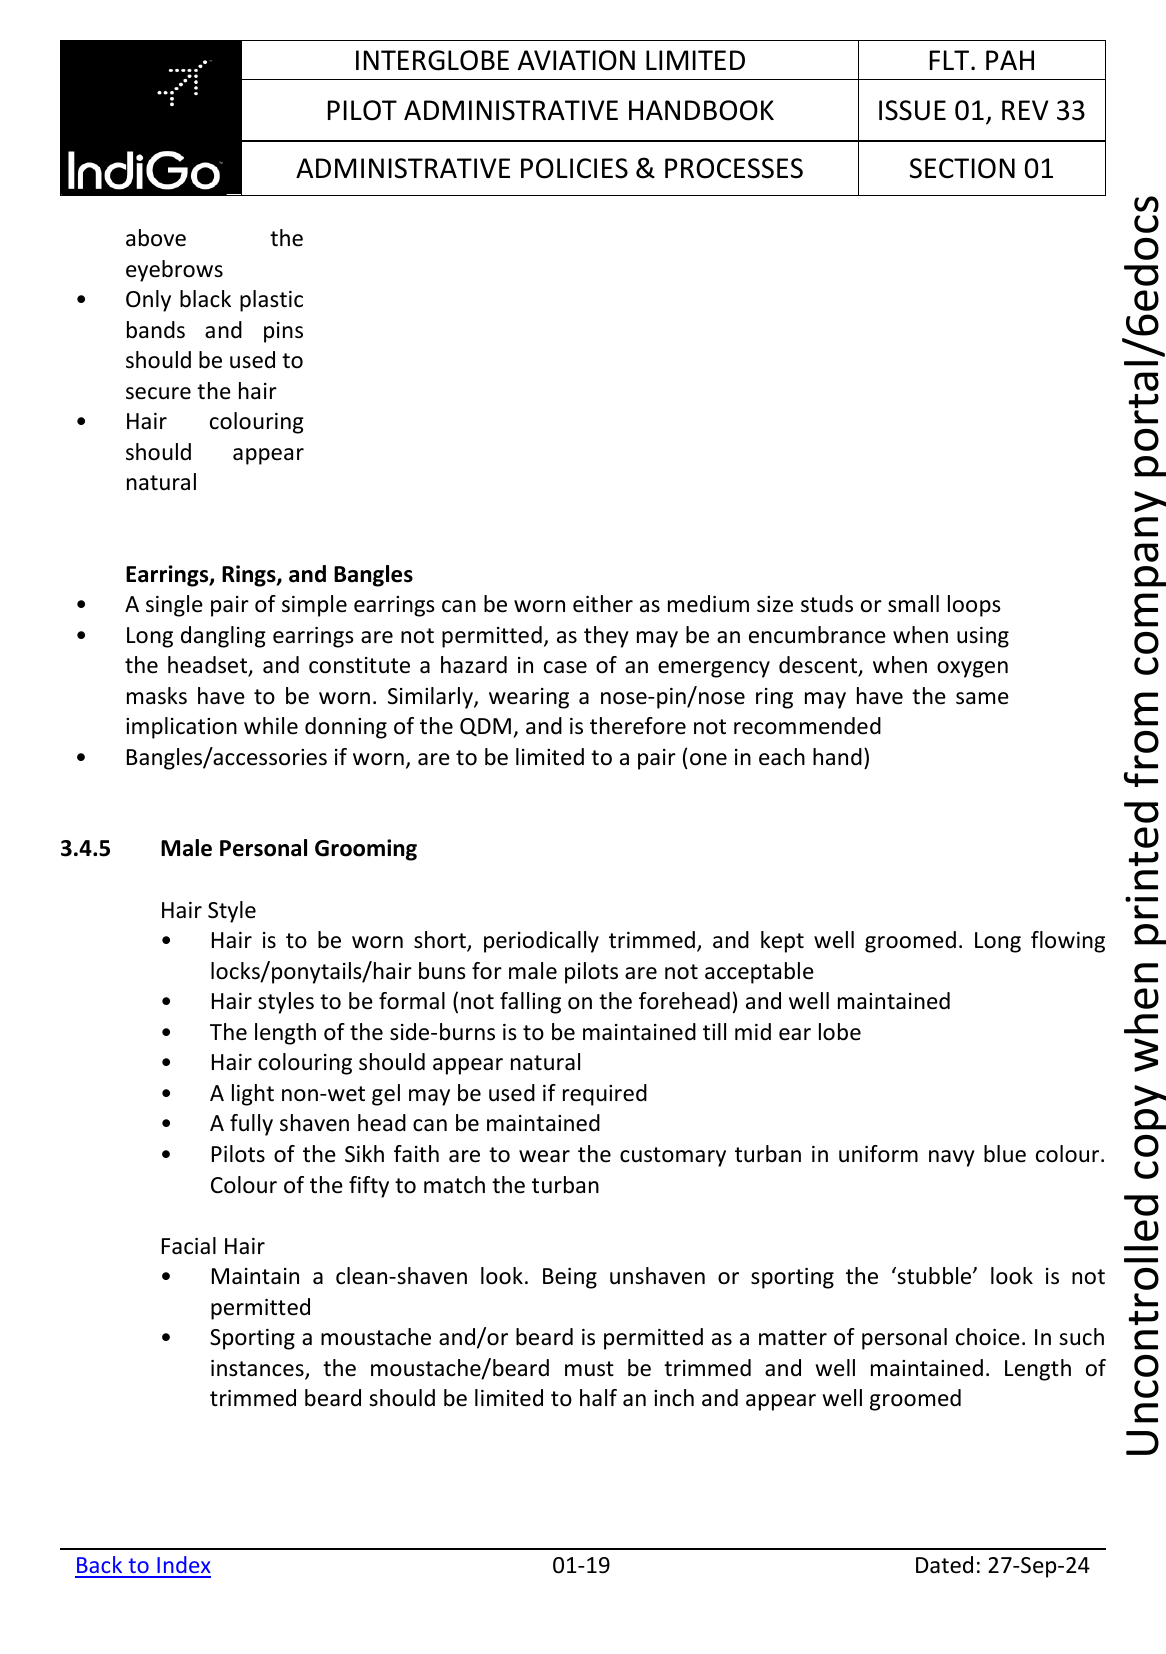 IndiGo
INTERGLOBE AVIATION LIMITED
FLT. PAH
PILOT ADMINISTRATIVE HANDBOOK
ISSUE 01, REV 33
ADMINISTRATIVE POLICIES & PROCESSES
SECTION 01
above the
eyebrows
• Only black plastic
bands and pins
should be used to
secure the hair
• Hair colouring
should appear
natural
Earrings, Rings, and Bangles
• A single pair of simple earrings can be worn either as medium size studs or small loops
• Long dangling earrings are not permitted, as they may be an encumbrance when using
the headset, and constitute a hazard in case of an emergency descent, when oxygen
masks have to be worn. Similarly, wearing a nose-pin/nose ring may have the same
implication while donning of the QDM, and is therefore not recommended
• Bangles/accessories if worn, are to be limited to a pair (one in each hand)
3.4.5 Male Personal Grooming
Hair Style
• Hair is to be worn short, periodically trimmed, and kept well groomed. Long flowing
locks/ponytails/hair buns for male pilots are not acceptable
• Hair styles to be formal (not falling on the forehead) and well maintained
• The length of the side-burns is to be maintained till mid ear lobe
• Hair colouring should appear natural
• A light non-wet gel may be used if required
• A fully shaven head can be maintained
• Pilots of the Sikh faith are to wear the customary turban in uniform navy blue colour.
Colour of the fifty to match the turban
Facial Hair
• Maintain a clean-shaven look. Being unshaven or sporting the ‘stubble’ look is not
permitted
• Sporting a moustache and/or beard is permitted as a matter of personal choice. In such
instances, the moustache/beard must be trimmed and well maintained. Length of
trimmed beard should be limited to half an inch and appear well groomed
Back to Index
01-19
Dated: 27-Sep-24
Uncontrolled copy when printed from company portal/6edocs